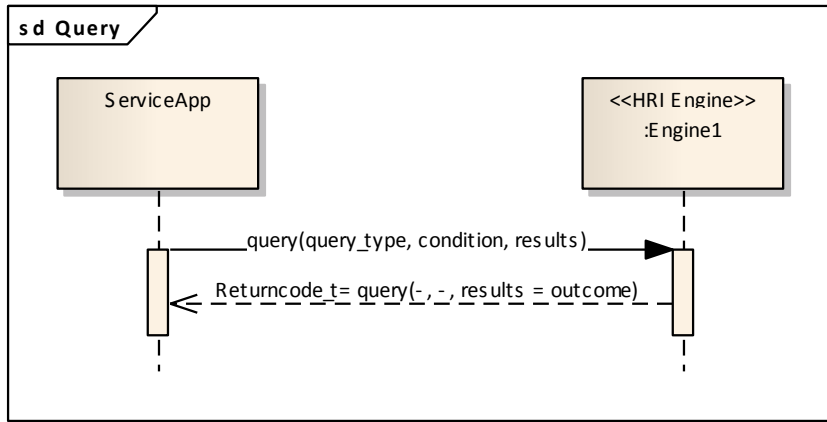 sd Query
ServiceApp
<<HRI Engine>>
:Engine1
query(query_type, condition, results)
Returncode_t= query(-, -, results = outcome)